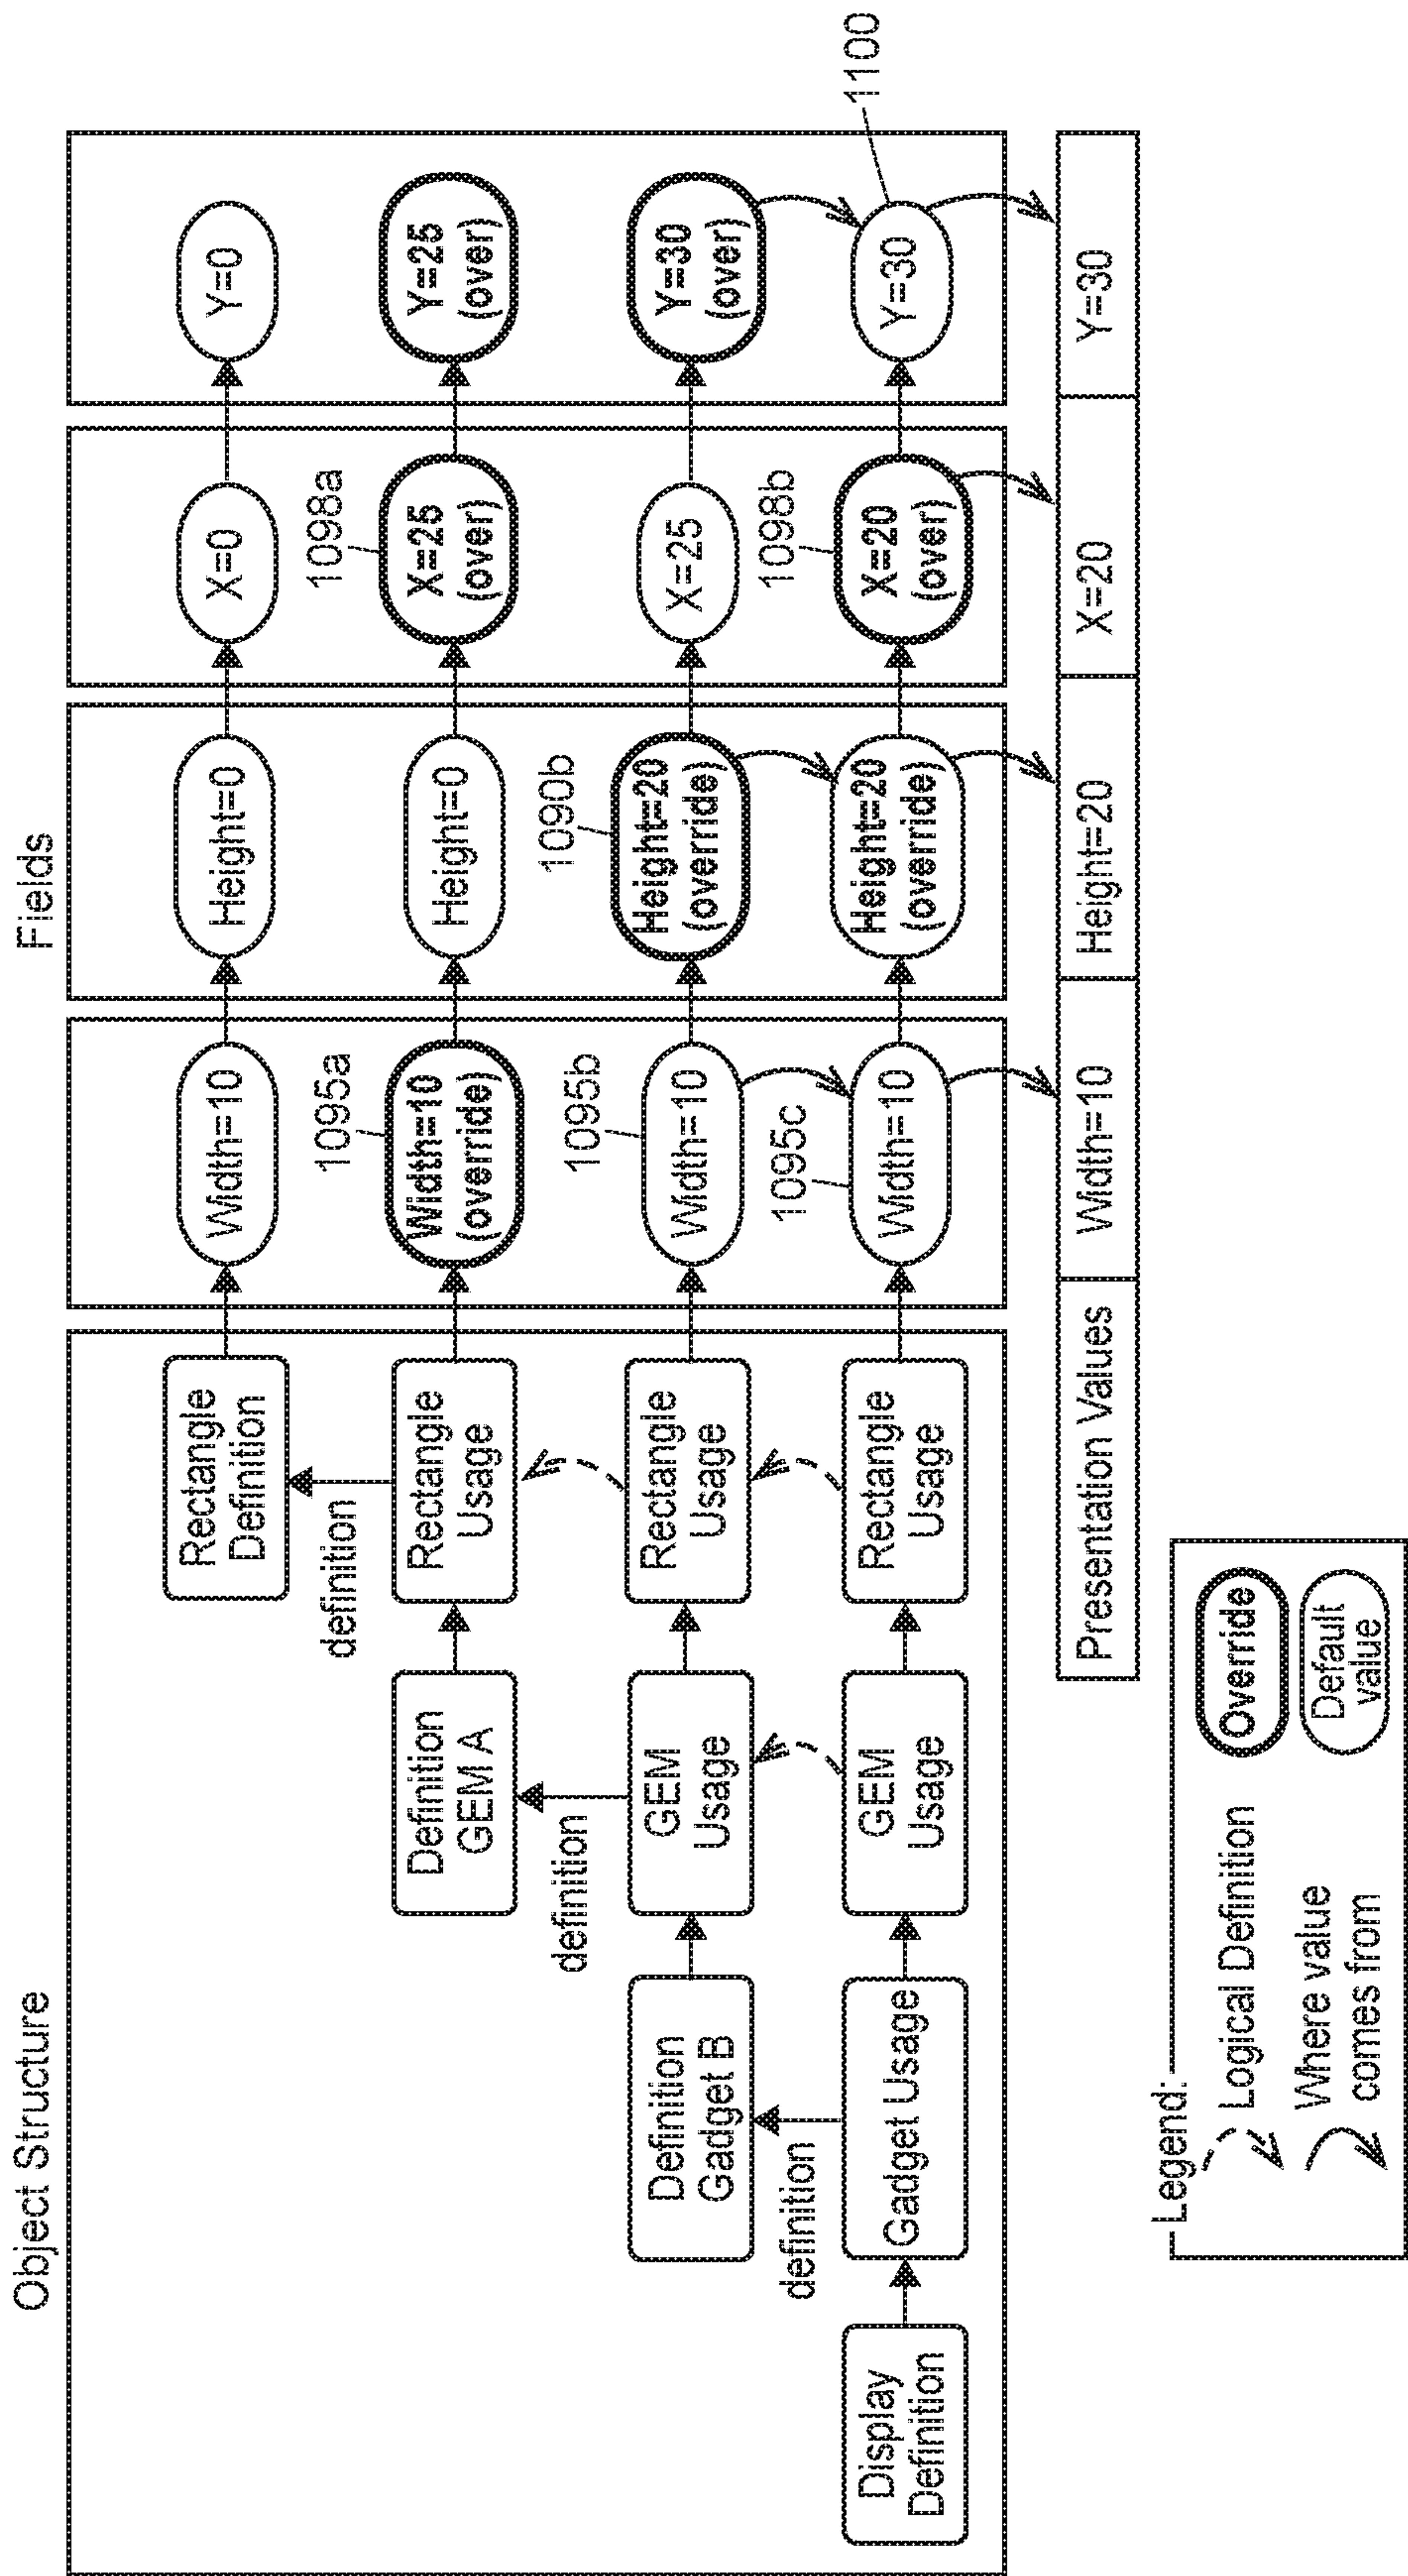 Object Structure
Fields
Rectangle
Definition
Width=10
Height=0
X=0
Y=0
definition
1095a
1098a
Definition
GEM A
Rectangle
Usage
Width=10
(override)
Height=0
X=25
(over)
Y=25
(over)
definition
1095b
1090b
Definition
Gadget B
GEM
Usage
Rectangle
Usage
Width=10
Height=20
(override)
X=25
Y=30
(over)
definition
1095c
1098b
Display
Definition
Gadget Usage
GEM
Usage
Rectangle
Usage
Width=10
Height=20
(override)
X=20
(over)
Y=30
1100
Presentation Values
Width=10
Height=20
X=20
Y=30
Legend:
Logical Definition
Override
Where value
comes from
Default
value